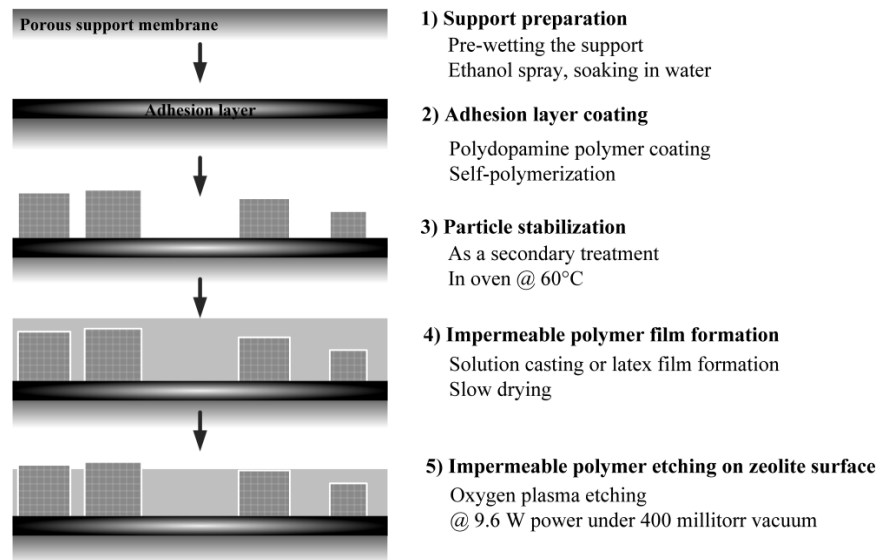 Porous support membrane
1) Support preparation
Pre-wetting the support
Ethanol spray, soaking in water
Adhesion layer
2) Adhesion layer coating
Polydopamine polymer coating
Self-polymerization
3) Particle stabilization
As a secondary treatment
In oven @ 60°C
4) Impermeable polymer film formation
Solution casting or latex film formation
Slow drying
5) Impermeable polymer etching on zeolite surface
Oxygen plasma etching
@ 9.6 W power under 400 millitorr vacuum